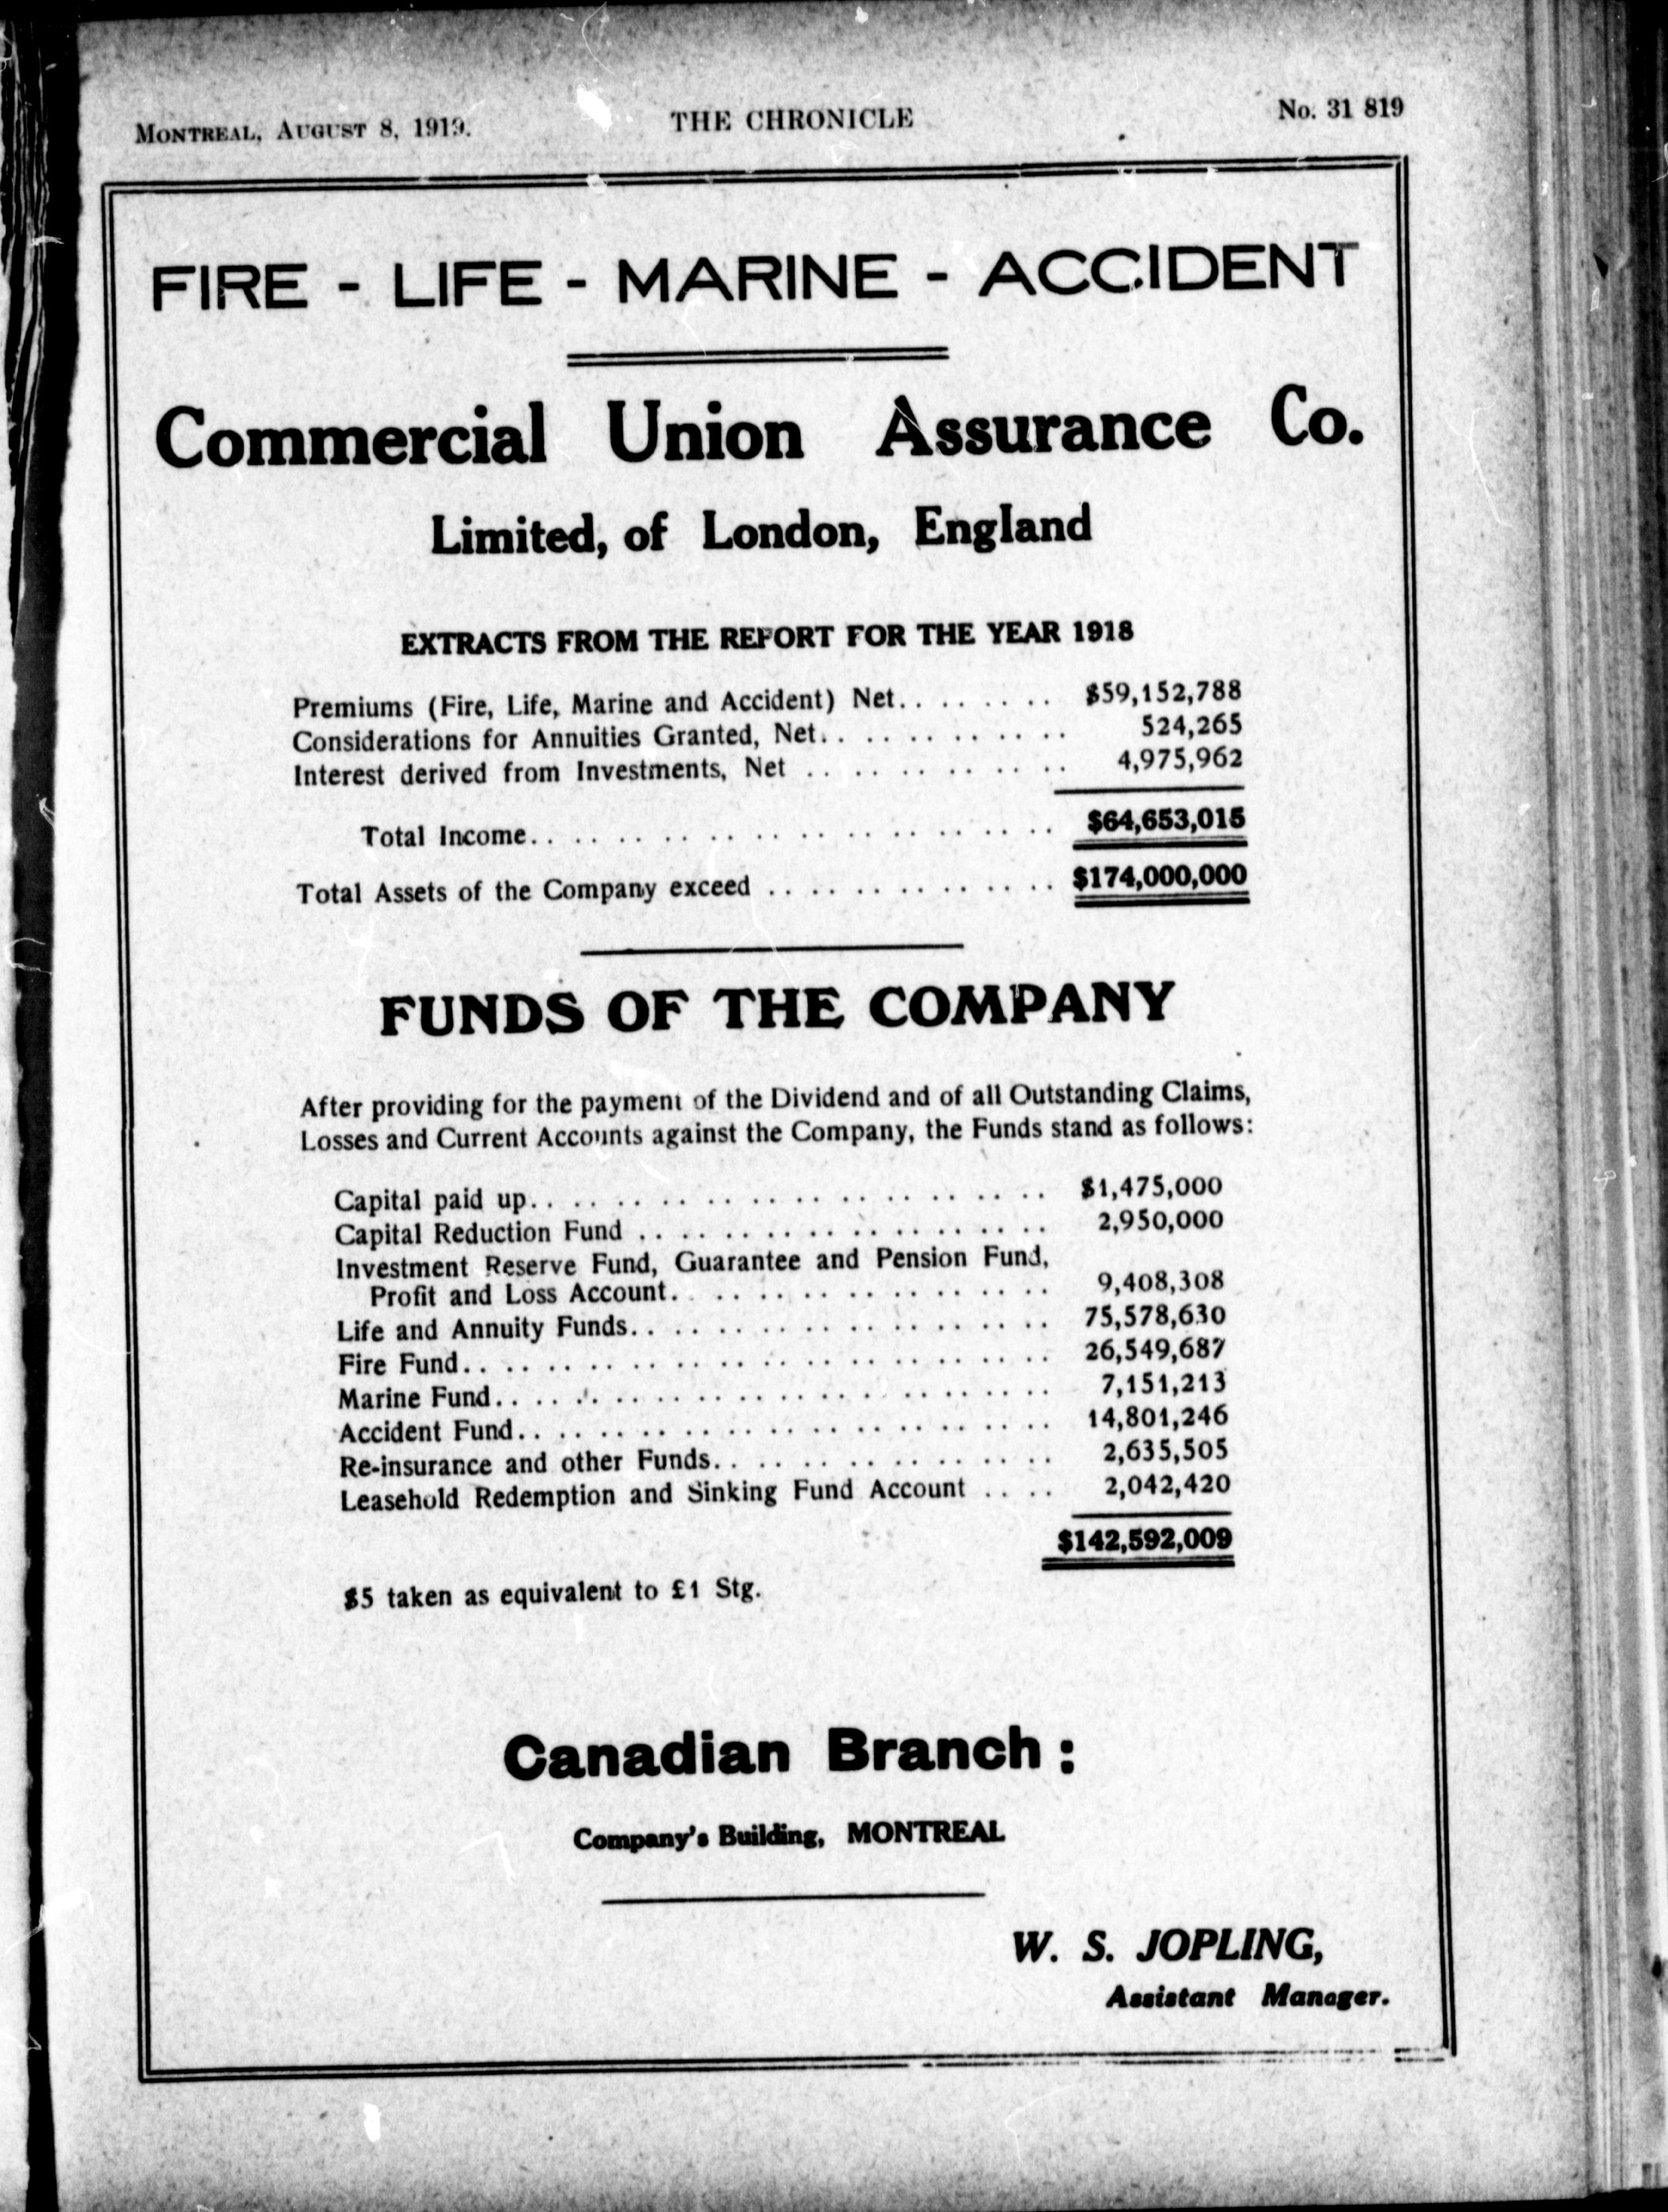 MONTREAL, AUGUST 8, 1919. THE CHRONICLE No. 31 819
FIRE - LIFE - MARINE - ACCIDENT
Commercial Union Assurance Co.
Limited, of London, England
EXTRACTS FROM THE REPORT FOR THE YEAR 1918
Premiums (Fire, Life, Marine and Accident) Net........ $59,152,788
Considerations for Annuities Granted, Net............ 524,265
Interest derived from Investments, Net ............ 4,975,962
Total Income........................ $64,653,015
Total Assets of the Company exceed .............. $174,000,000
FUNDS OF THE COMPANY
After providing for the payment of the Dividend and of all Outstanding Claims,
Losses and Current Accounts against the Company, the Funds stand as follows:
Capital paid up........................ $1,475,000
Capital Reduction Fund ................... 2,950,000
Investment Reserve Fund, Guarantee and Pension Fund,
Profit and Loss Account.................. 9,408,308
Life and Annuity Funds.................... 75,578,630
Fire Fund............................ 26,549,687
Marine Fund.......................... 7,151,213
Accident Fund......................... 14,801,246
Re-insurance and other Funds................ 2,635,505
Leasehold Redemption and Sinking Fund Account .... 2,042,420
$142,592,009
$5 taken as equivalent to £1 Stg.
Canadian Branch:
Company's Building, MONTREAL
W. S. JOPLING,
Assistant Manager.